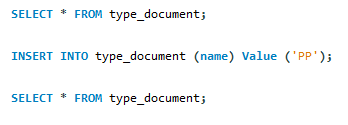 SELECT * FROM type_document;
INSERT INTO type_document (name) Value ('PP');
SELECT * FROM type_document;